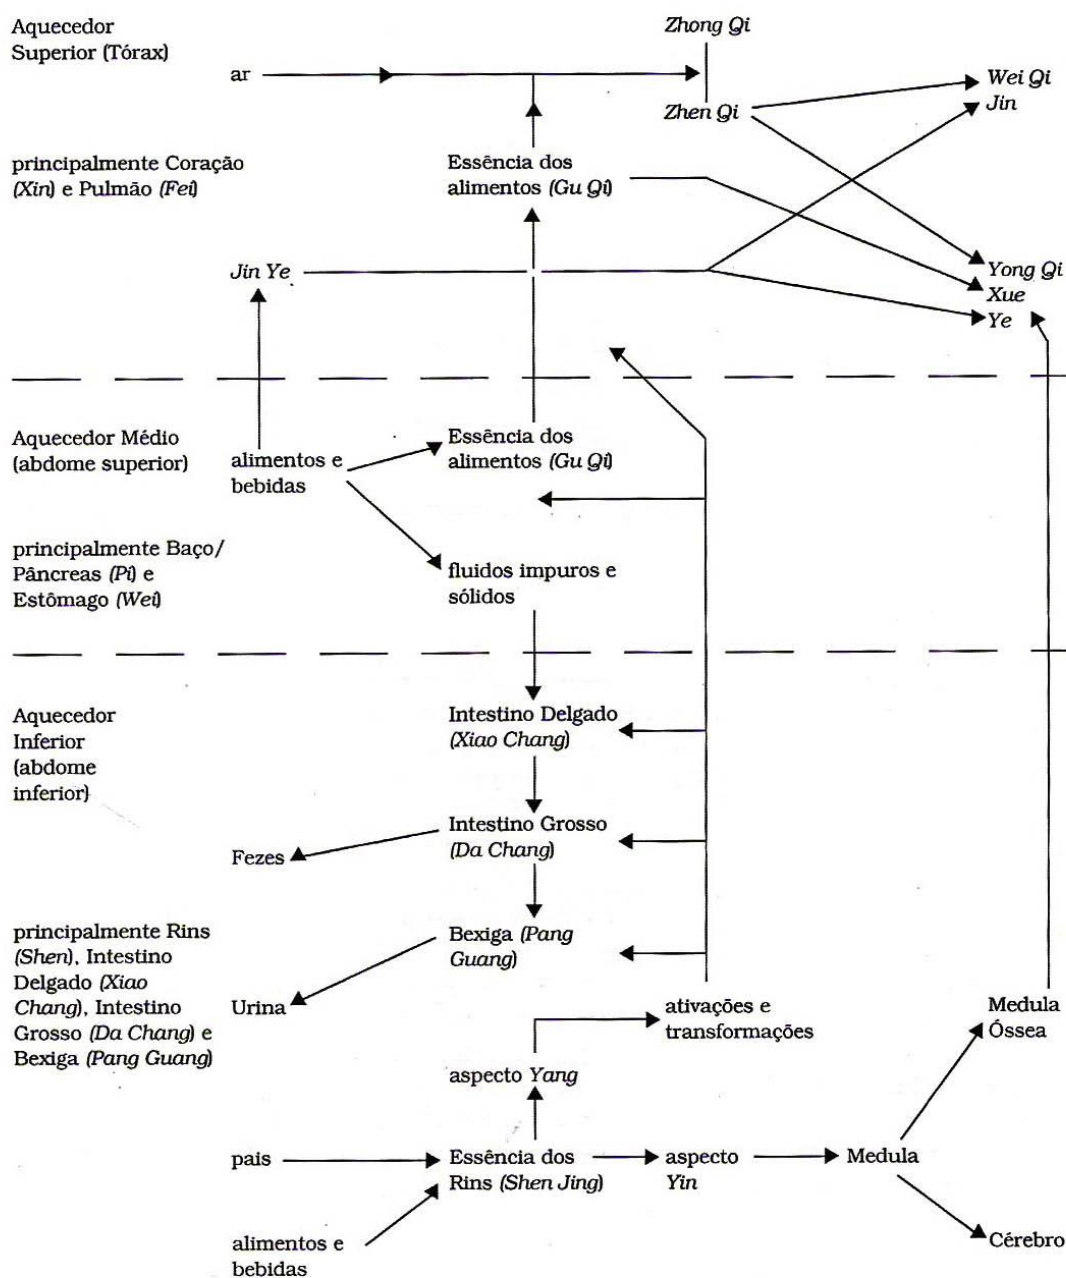 Aquecedor
Superior (Tórax)
Zhong Qi
ar
Wei Qi
Jin
Zhen Qi
principalmente Coração
(Xin) e Pulmão (Fei)
Essência dos
alimentos (Gu Qi)
Jin Ye
Yong Qi
Xue
Ye
Aquecedor Médio
(abdome superior)
alimentos e
bebidas
Essência dos
alimentos (Gu Qi)
principalmente Baço/
Pâncreas (Pi) e
Estômago (Wei)
fluidos impuros e
sólidos
Aquecedor
Inferior
(abdome
inferior)
Intestino Delgado
(Xiao Chang)
Intestino Grosso
(Da Chang)
Fezes
principalmente Rins
(Shen), Intestino
Delgado (Xiao
Chang), Intestino
Grosso (Da Chang) e
Bexiga (Pang Guang)
Bexiga (Pang
Guang)
Urina
ativações e
transformações
Medula
Óssea
aspecto Yang
pais
Essência dos
Rins (Shen Jing)
aspecto
Yin
Medula
alimentos e
bebidas
Cérebro